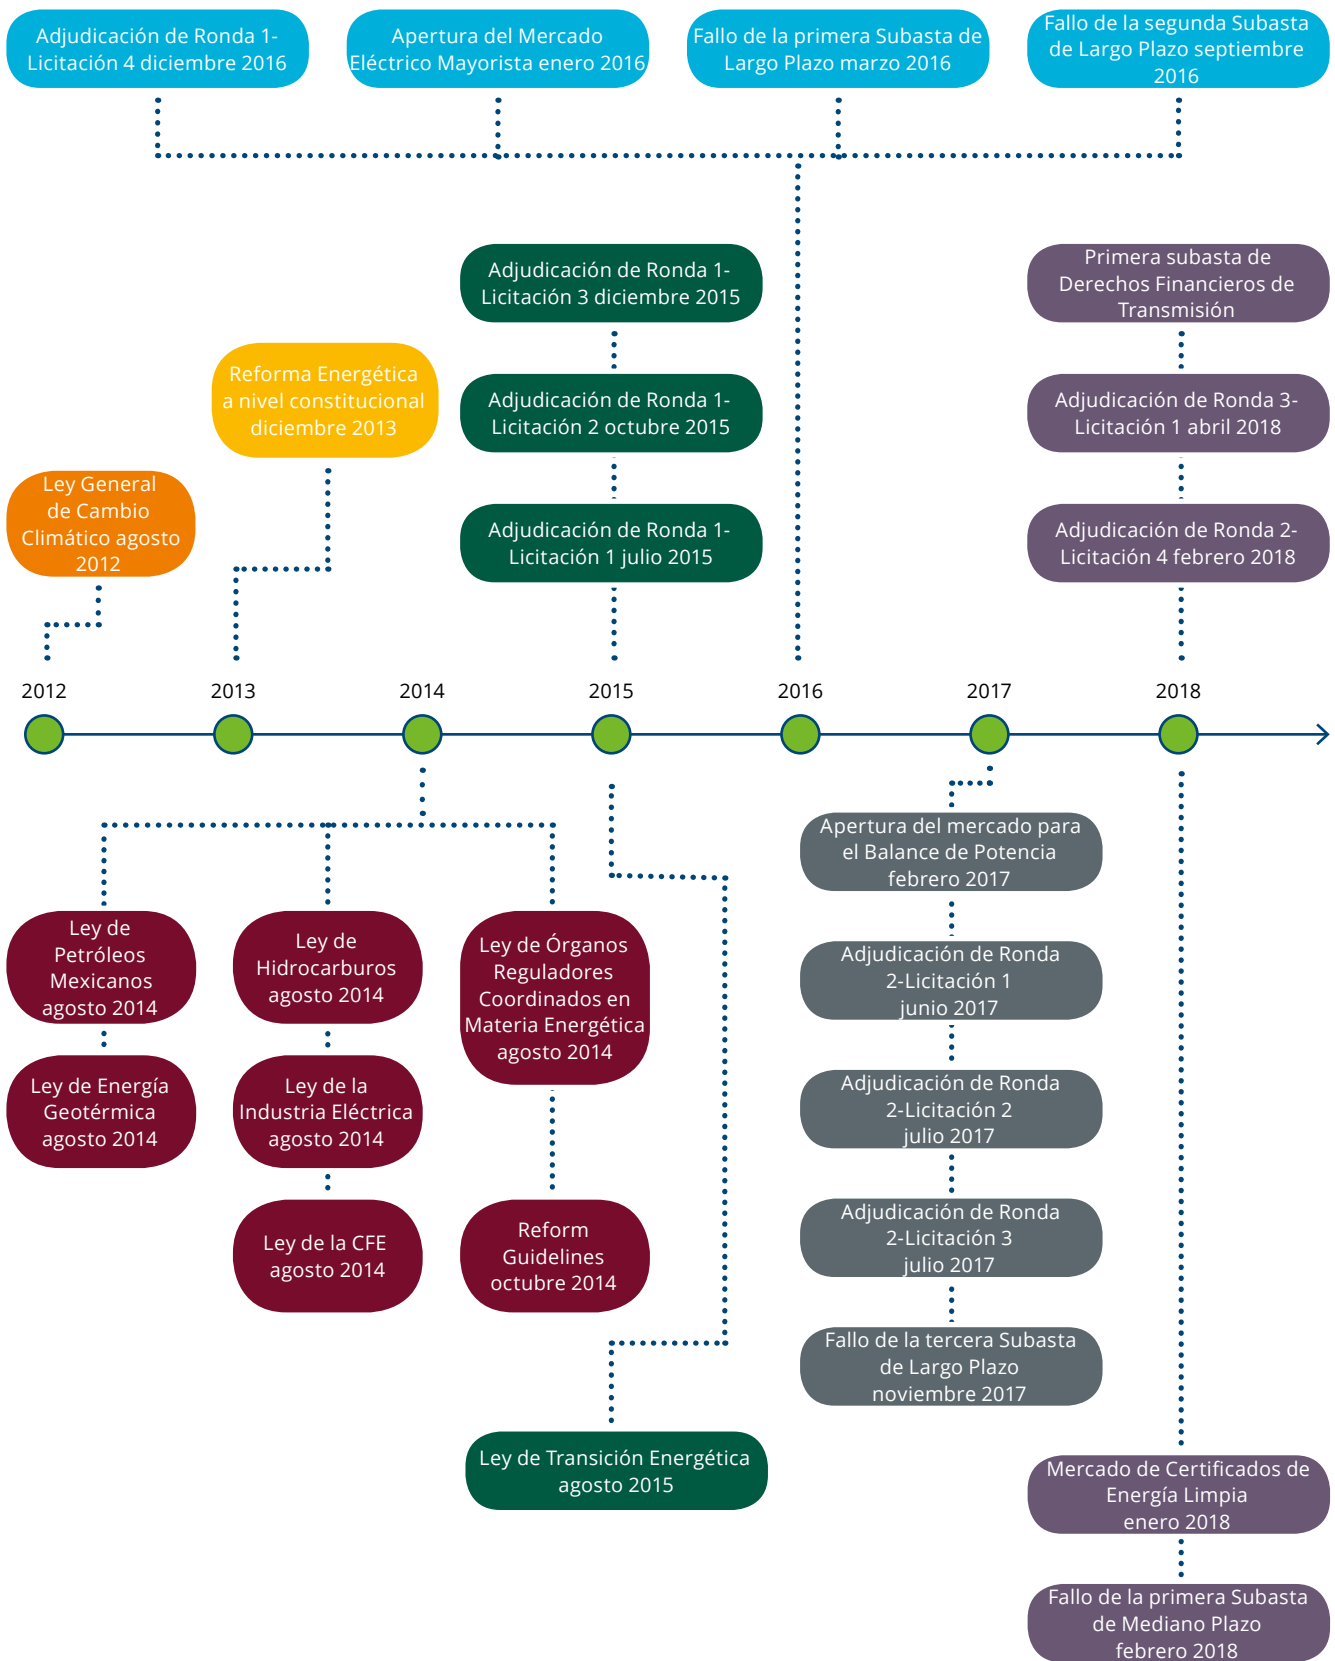 Adjudicación de Ronda 1-
Licitación 4 diciembre 2016
Apertura del Mercado
Eléctrico Mayorista enero 2016
Fallo de la primera Subasta de
Largo Plazo marzo 2016
Fallo de la segunda Subasta
de Largo Plazo septiembre
2016
Adjudicación de Ronda 1-
Licitación 3 diciembre 2015
Primera subasta de
Derechos Financieros de
Transmisión
Reforma Energética
a nivel constitucional
diciembre 2013
Adjudicación de Ronda 1-
Licitación 2 octubre 2015
Adjudicación de Ronda 3-
Licitación 1 abril 2018
Ley General
de Cambio
Climático agosto
2012
Adjudicación de Ronda 1-
Licitación 1 julio 2015
Adjudicación de Ronda 2-
Licitación 4 febrero 2018
2012
2013
2014
2015
2016
2017
2018
Apertura del mercado para
el Balance de Potencia
febrero 2017
Ley de
Petróleos
Mexicanos
agosto 2014
Ley de
Hidrocarburos
agosto 2014
Ley de Órganos
Reguladores
Coordinados en
Materia Energética
agosto 2014
Adjudicación de Ronda
2-Licitación 1
junio 2017
Ley de Energía
Geotérmica
agosto 2014
Ley de la
Industria Eléctrica
agosto 2014
Adjudicación de Ronda
2-Licitación 2
julio 2017
Ley de la CFE
agosto 2014
Reform
Guidelines
octubre 2014
Adjudicación de Ronda
2-Licitación 3
julio 2017
Fallo de la tercera Subasta
de Largo Plazo
noviembre 2017
Ley de Transición Energética
agosto 2015
Mercado de Certificados de
Energía Limpia
enero 2018
Fallo de la primera Subasta
de Mediano Plazo
febrero 2018